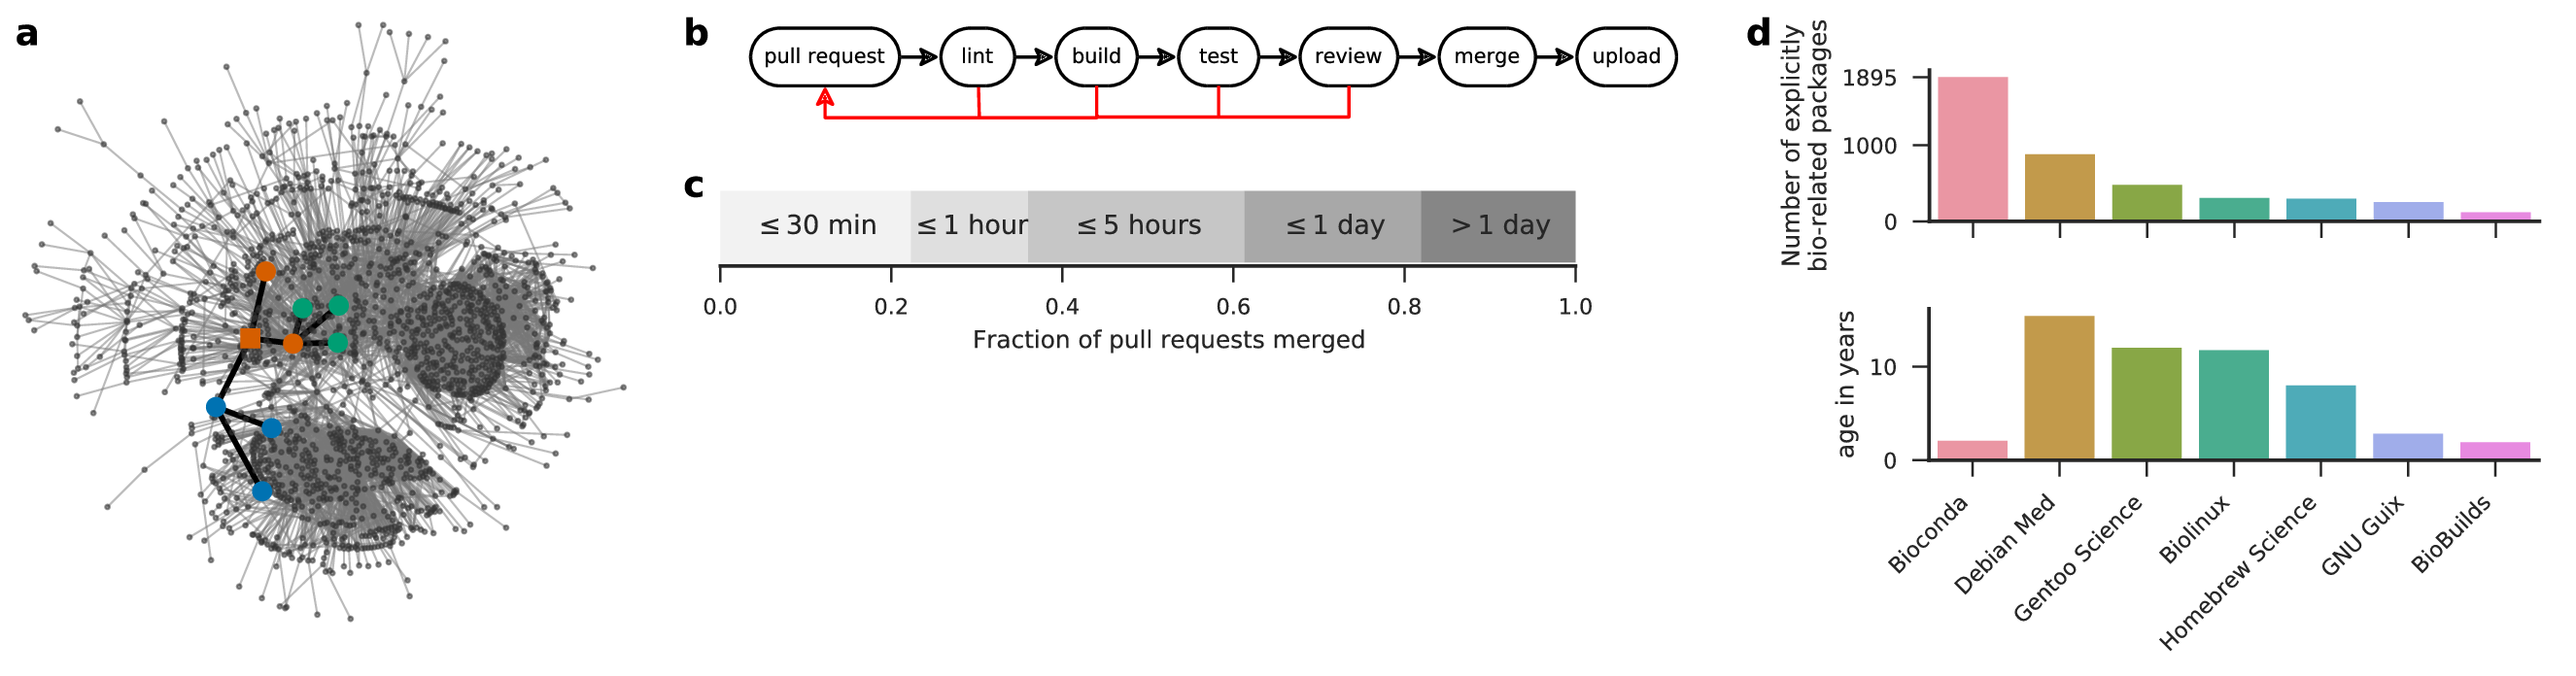 a
b
pull request
lint
build
test
review
merge
upload
c
≤ 30 min
≤ 1 hour
≤ 5 hours
≤ 1 day
> 1 day
0.0
0.2
0.4
0.6
0.8
1.0
Fraction of pull requests merged
d
Number of explicitly
bio-related packages
1895
1000
0
age in years
10
0
Bioconda
Debian Med
Gentoo Science
Biolinux
Homebrew Science
GNU Guix
BioBuilds